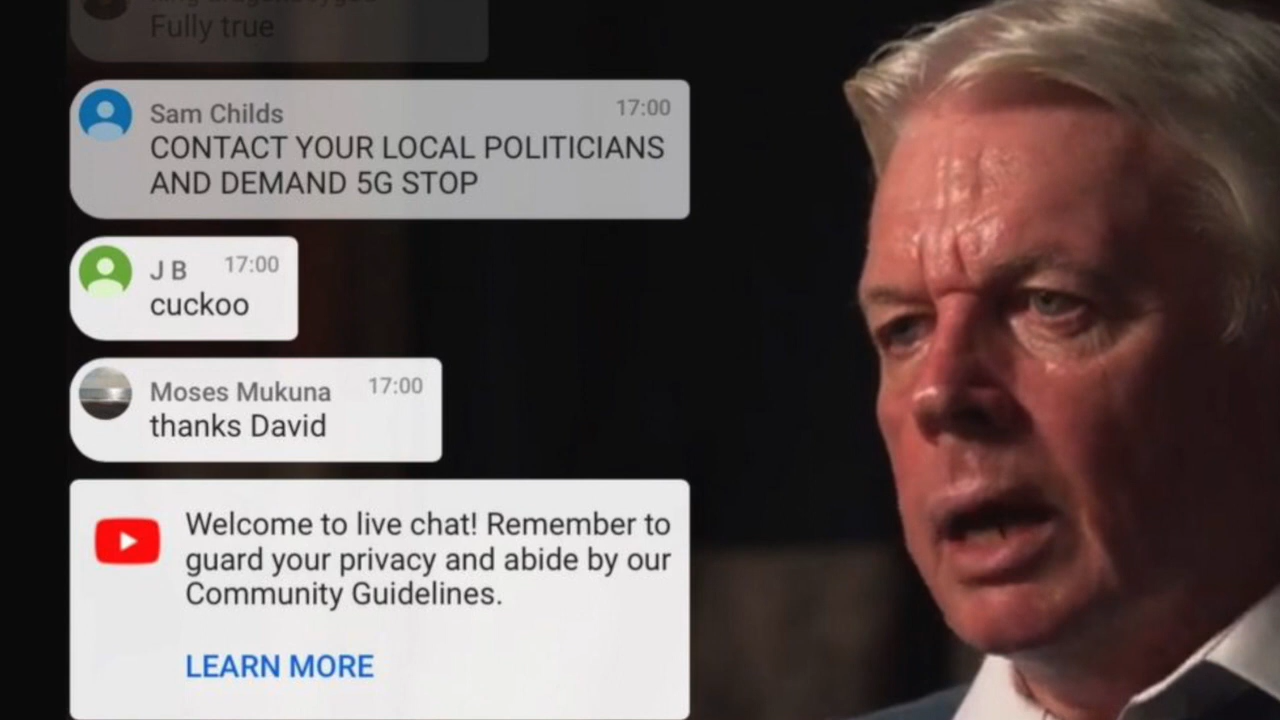 Fully true
Sam Childs 17:00
CONTACT YOUR LOCAL POLITICIANS
AND DEMAND 5G STOP
J B 17:00
cuckoo
Moses Mukuna 17:00
thanks David
Welcome to live chat! Remember to
guard your privacy and abide by our
Community Guidelines.
LEARN MORE